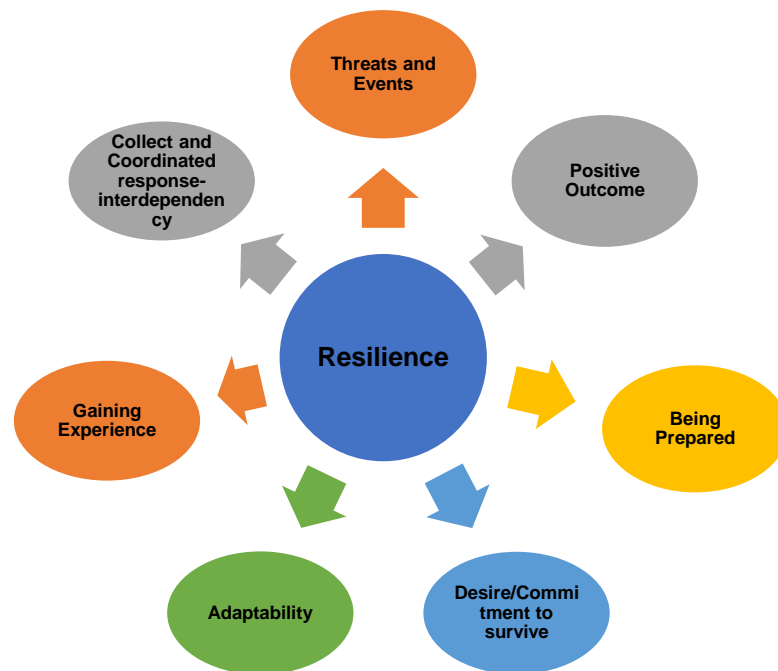 Threats and
Events
Positive
Outcome
Being
Prepared
Desire/Commi
tment to
survive
Adaptability
Gaining
Experience
Collect and
Coordinated
response-
interdependen
cy
Resilience